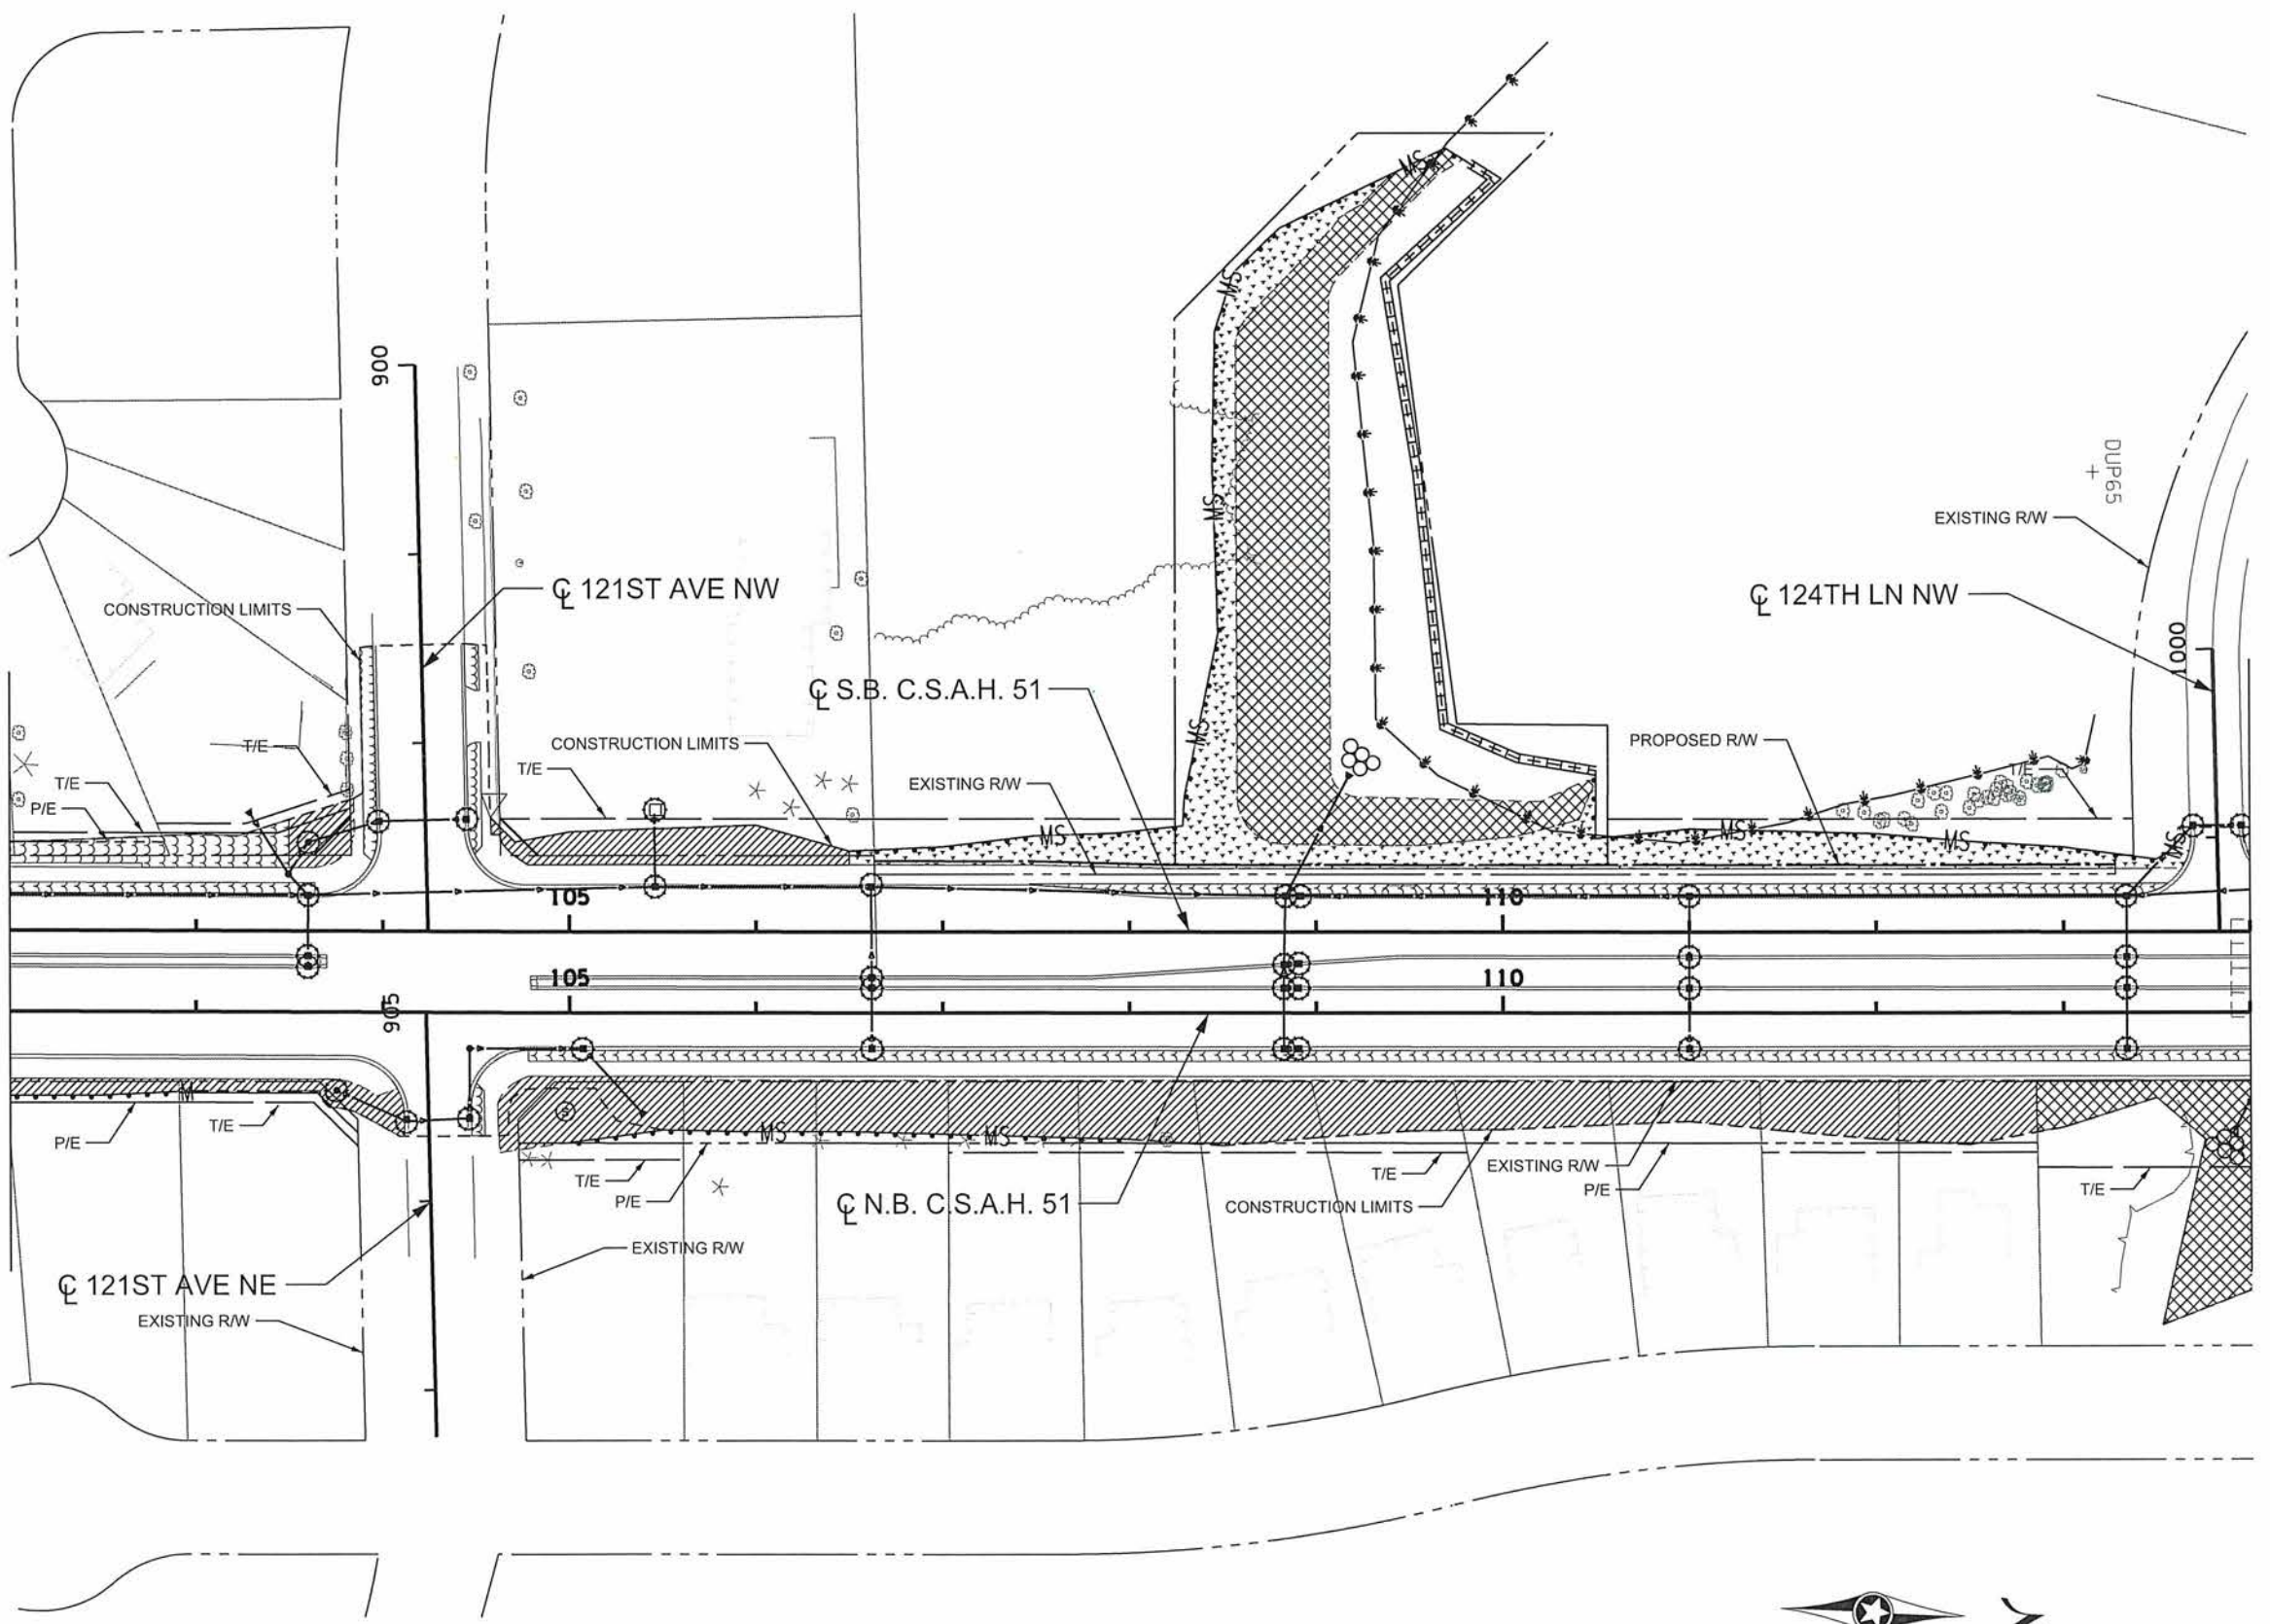 900
DUP65
EXISTING R/W
℄ 121ST AVE NW
℄ 124TH LN NW
CONSTRUCTION LIMITS
1000
℄ S.B. C.S.A.H. 51
T/E
CONSTRUCTION LIMITS
PROPOSED R/W
T/E
T/E
T/E
EXISTING R/W
P/E
MS
MS
MS
MS
MS
MS
MS
MS
105
110
105
110
905
M
MS
MS
P/E
T/E
T/E
P/E
T/E
EXISTING R/W
P/E
T/E
℄ N.B. C.S.A.H. 51
CONSTRUCTION LIMITS
EXISTING R/W
℄ 121ST AVE NE
EXISTING R/W
S